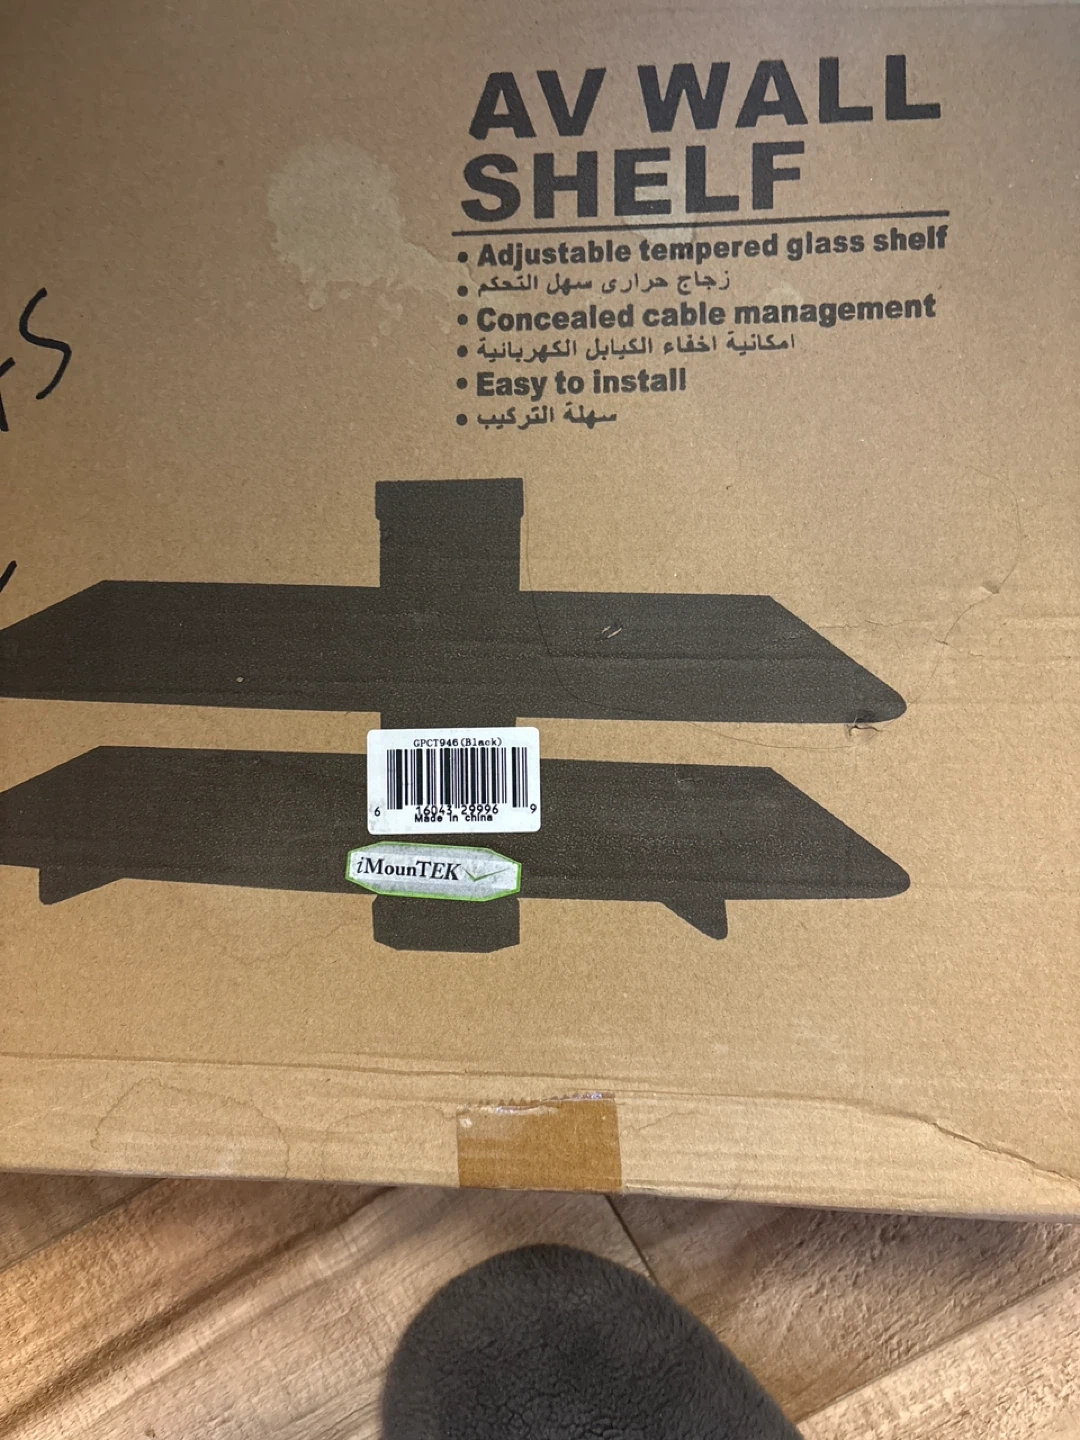 AV WALL
SHELF
• Adjustable tempered glass shelf
• زجاج حرارى سهل التحكم
• Concealed cable management
• امكانية اخفاء الكيابل الكهربائية
• Easy to install
• سهلة التركيب
GPCT946(Black)
6 16043 29996 9
Made in china
iMounTEK